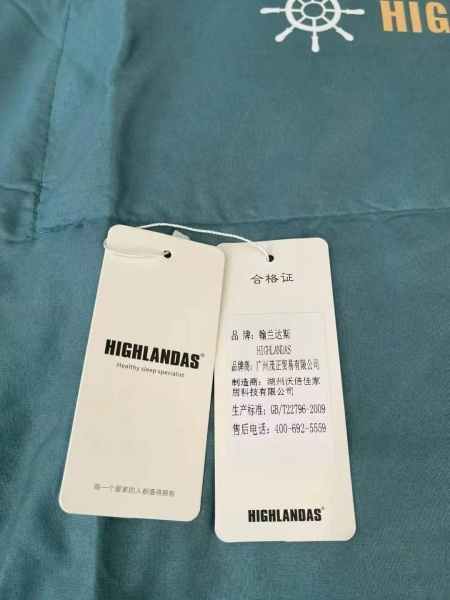 HIG
HIGHLANDAS®
Healthy sleep specialist
每一个爱家的人都值得拥有
合格证
品 牌：翰兰达斯
HIGHLANDAS
品牌商：广州茂正贸易有限公司
制造商：湖州沃倍佳家
居科技有限公司
生产标准：GB/T22796-2009
售后电话：400-692-5559
HIGHLANDAS®